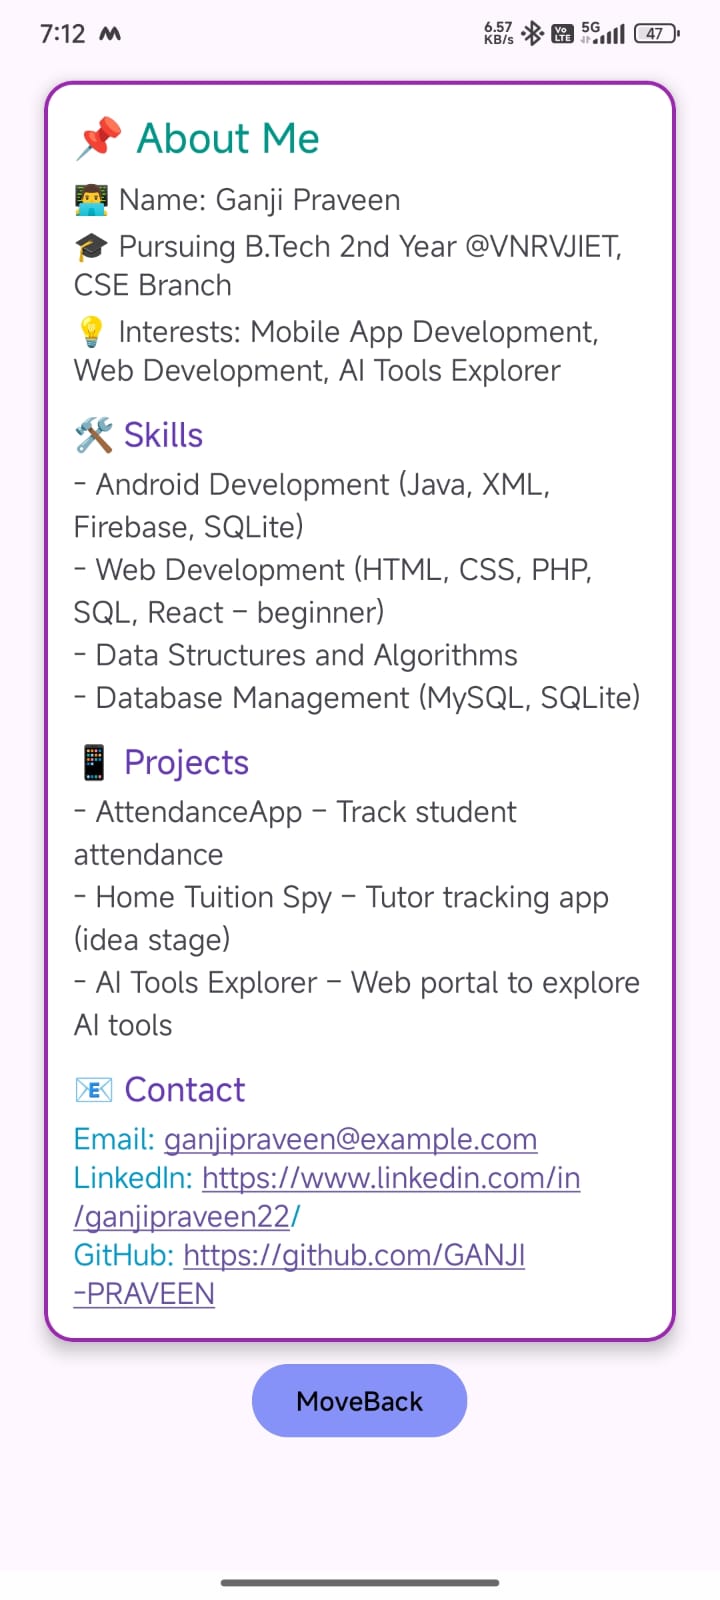 7:12
6.57 KB/s
Vo LTE
5G
47
📌 About Me
👨‍💻 Name: Ganji Praveen
🎓 Pursuing B.Tech 2nd Year @VNRVJIET,
CSE Branch
💡 Interests: Mobile App Development,
Web Development, AI Tools Explorer
🛠️ Skills
- Android Development (Java, XML,
Firebase, SQLite)
- Web Development (HTML, CSS, PHP,
SQL, React – beginner)
- Data Structures and Algorithms
- Database Management (MySQL, SQLite)
📱 Projects
- AttendanceApp – Track student
attendance
- Home Tuition Spy – Tutor tracking app
(idea stage)
- AI Tools Explorer – Web portal to explore
AI tools
📧 Contact
Email: ganjipraveen@example.com
LinkedIn: https://www.linkedin.com/in
/ganjipraveen22/
GitHub: https://github.com/GANJI
-PRAVEEN
MoveBack